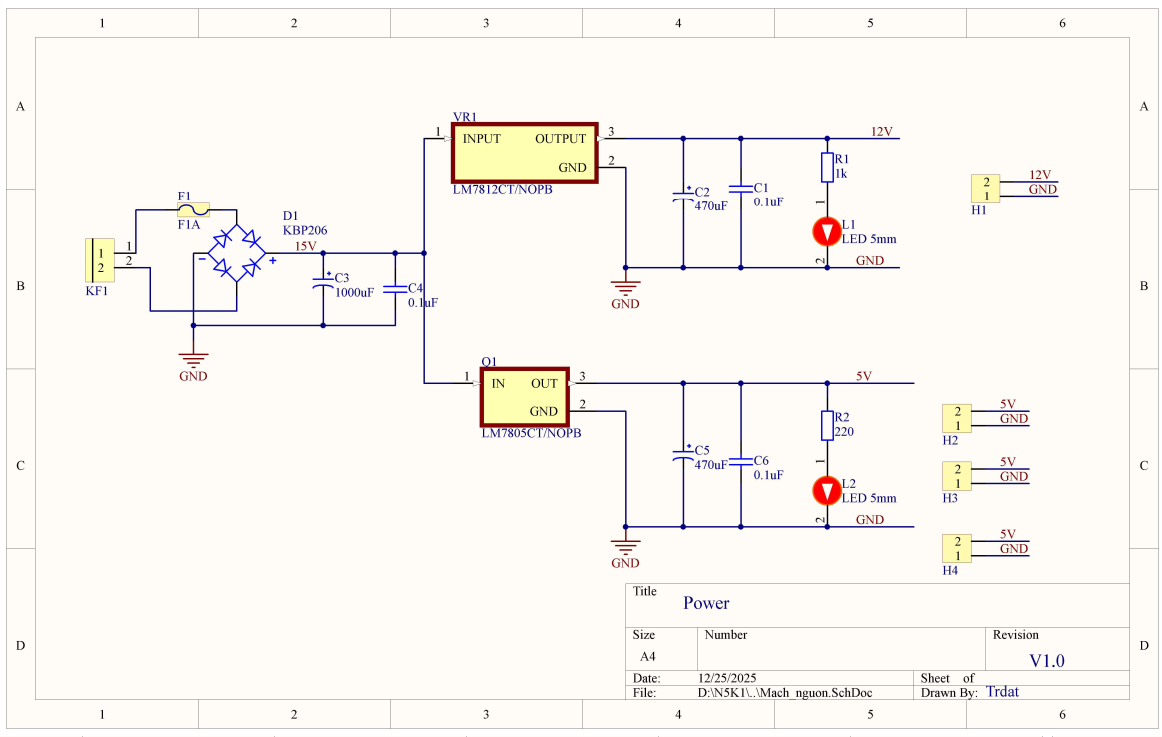 1 2 3 4 5 6
A A
VR1
1 INPUT OUTPUT 3
GND 2
LM7812CT/NOPB
12V
R1
1k
C2
470uF
C1
0.1uF
1
L1
LED 5mm
2
GND
GND
2 12V
1 GND
H1
F1
F1A
D1
KBP206
15V
- +
1 1
2 2
KF1
C3
1000uF
C4
0.1uF
GND
B B
Q1
1 IN OUT 3
GND 2
LM7805CT/NOPB
5V
R2
220
C5
470uF
C6
0.1uF
1
L2
LED 5mm
2
GND
GND
C C
2 5V
1 GND
H2
2 5V
1 GND
H3
2 5V
1 GND
H4
D D
Title
Power
Size Number Revision
A4 V1.0
Date: 12/25/2025 Sheet of
File: D:\N5K1\..\Mach_nguon.SchDoc Drawn By: Trdat
1 2 3 4 5 6